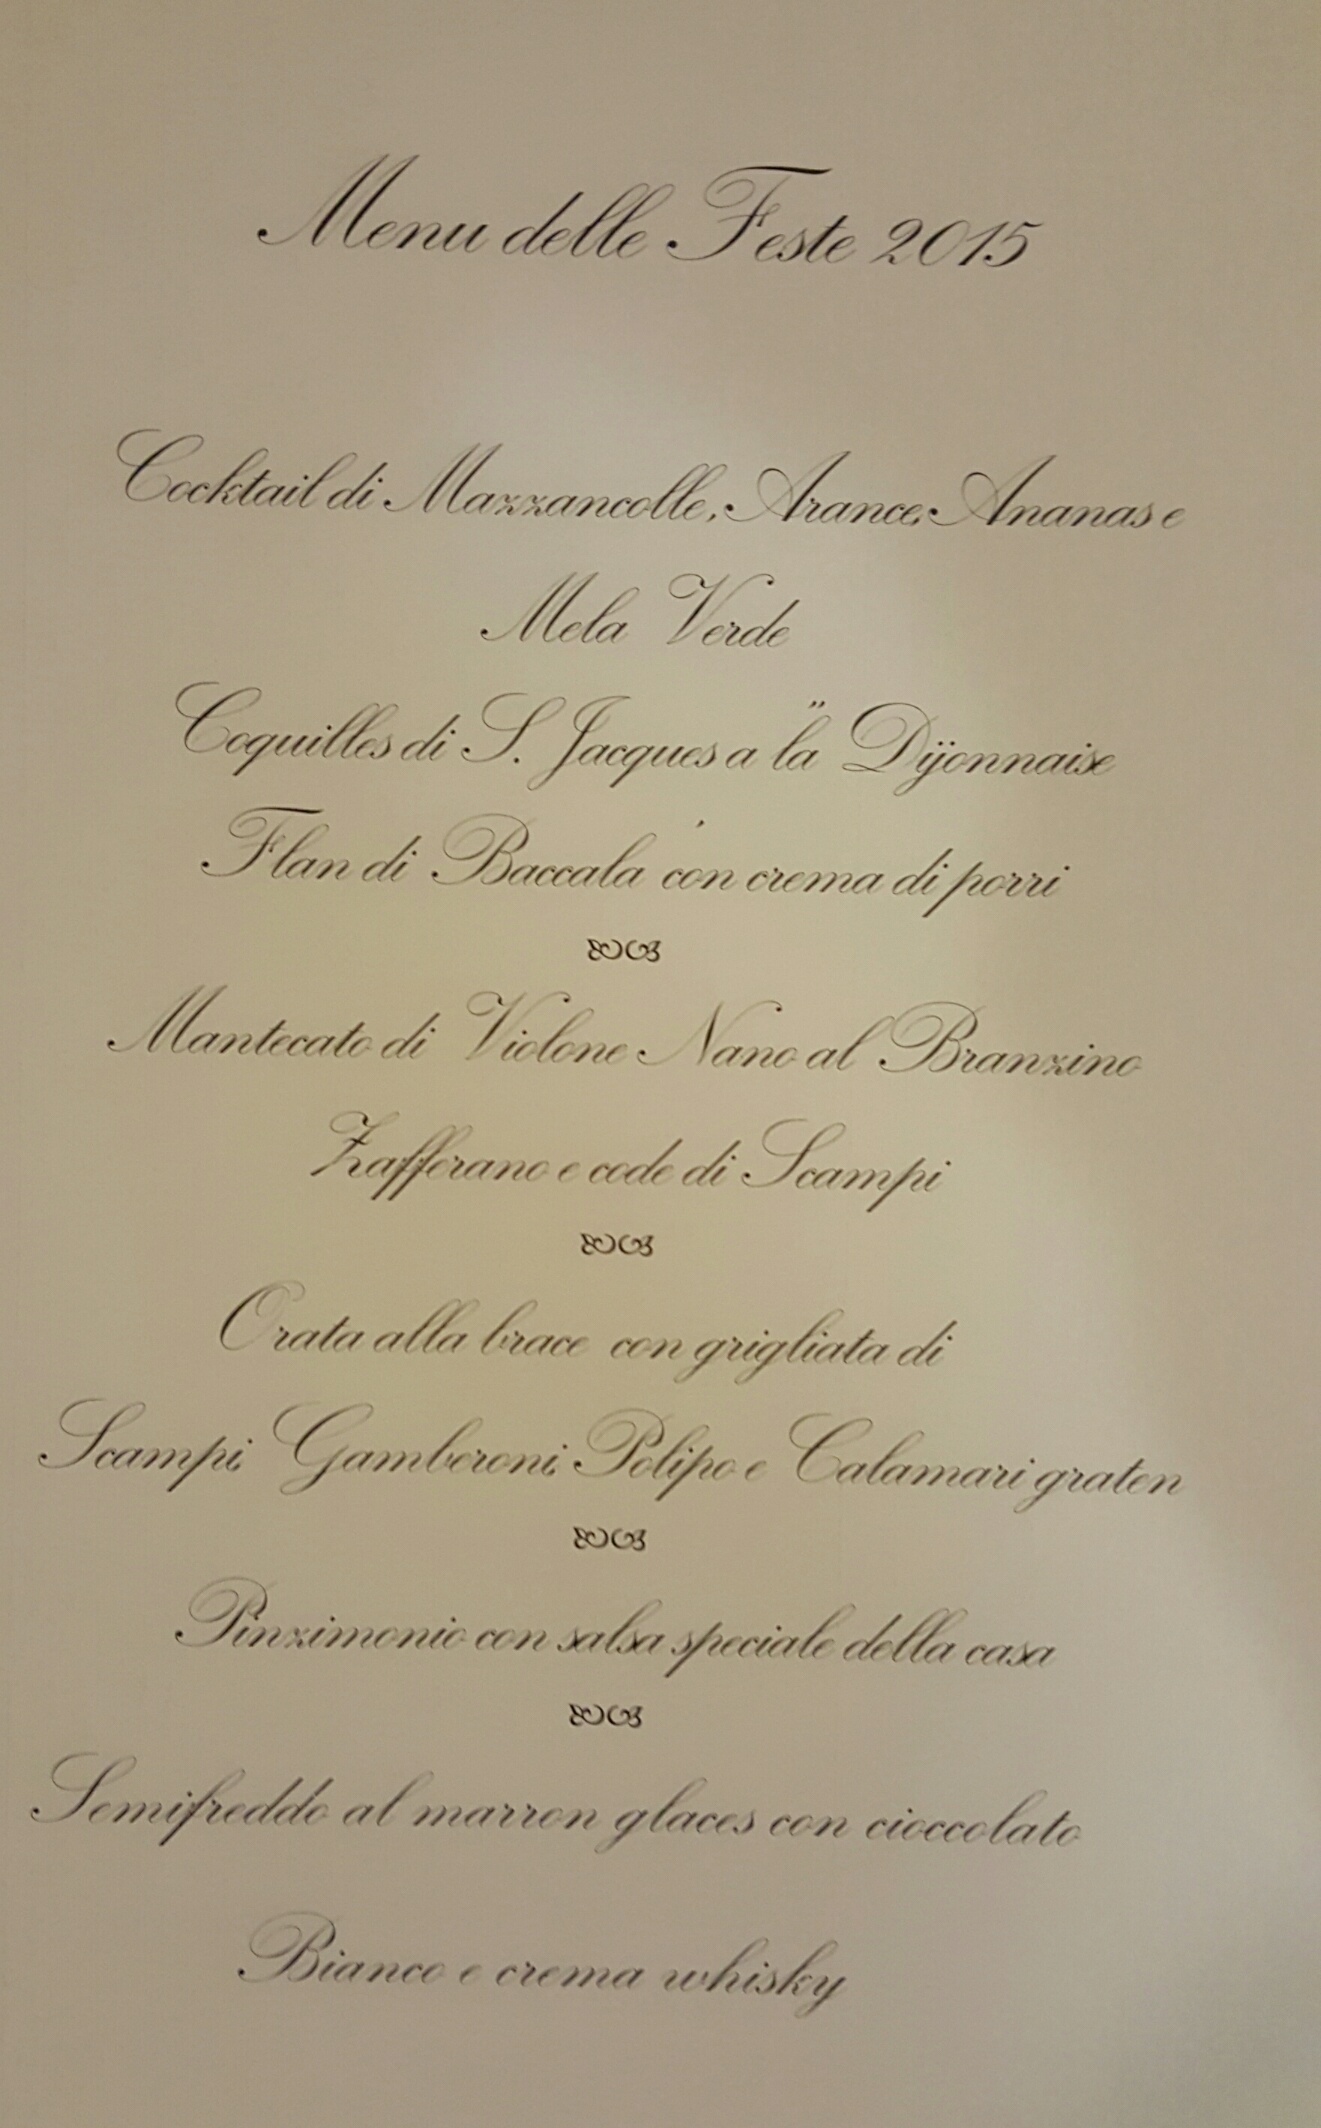 Menu delle Feste 2015
Cocktail di Mazzancolle, Arance, Ananas e
Mela Verde
Coquilles di S. Jacques a la" Dijonnaise
Flan di Baccala' con crema di porri
Mantecato di Violone Nano al Branzino
Zafferano e code di Scampi
Orata alla brace con grigliata di
Scampi, Gamberoni, Polipo e Calamari graten
Pinzimonio con salsa speciale della casa
Semifreddo al marron glaces con cioccolato
Bianco e crema whisky